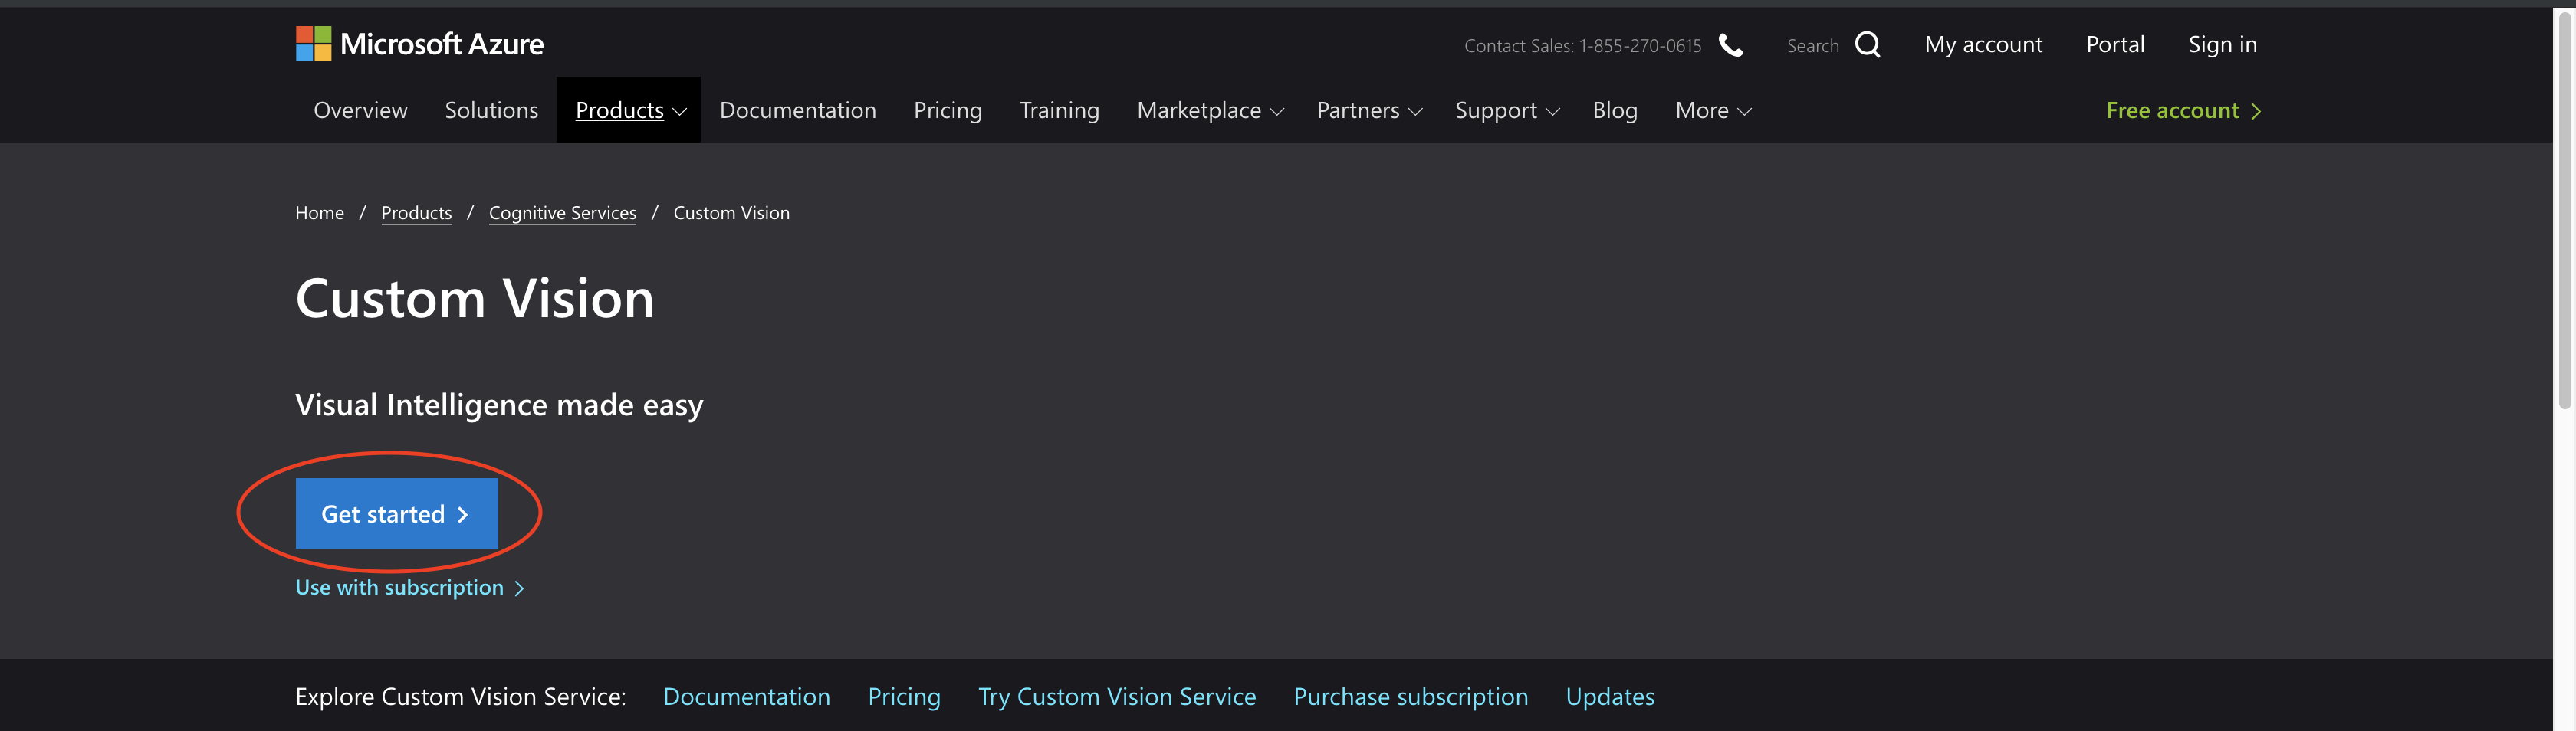 Microsoft Azure
Contact Sales: 1-855-270-0615 Search My account Portal Sign in
Overview Solutions Products Documentation Pricing Training Marketplace Partners Support Blog More Free account
Home / Products / Cognitive Services / Custom Vision
Custom Vision
Visual Intelligence made easy
Get started
Use with subscription
Explore Custom Vision Service: Documentation Pricing Try Custom Vision Service Purchase subscription Updates